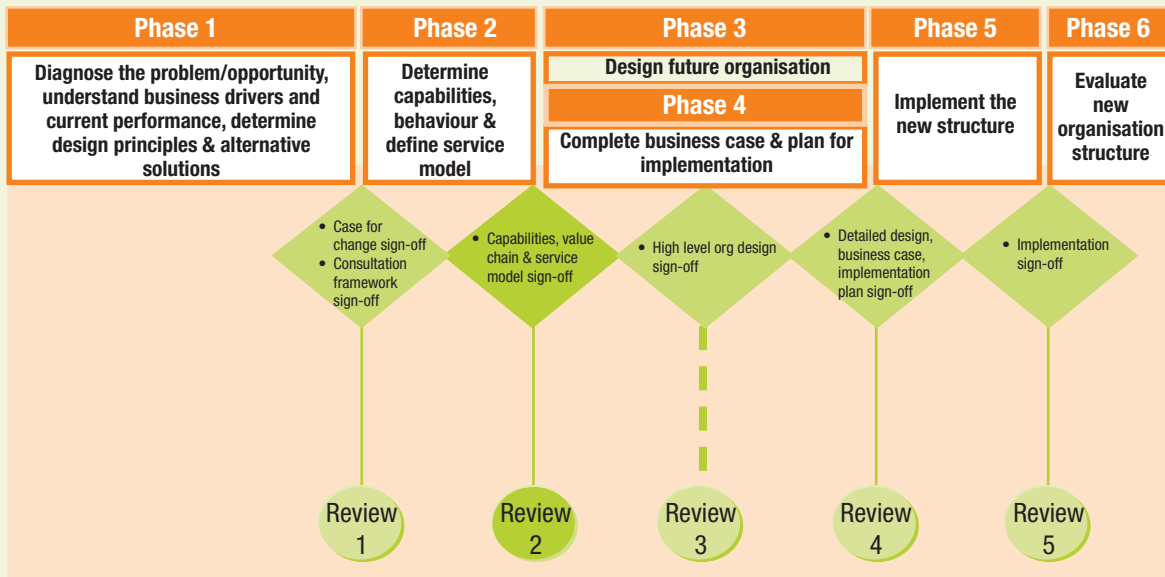 Phase 1
Diagnose the problem/opportunity,
understand business drivers and
current performance, determine
design principles & alternative
solutions
Phase 2
Determine
capabilities,
behaviour &
define service
model
Phase 3
Design future organisation
Phase 4
Complete business case & plan for
implementation
Phase 5
Implement the
new structure
Phase 6
Evaluate
new
organisation
structure
• Case for
change sign-off
• Consultation
framework
sign-off
• Capabilities, value
chain & service
model sign-off
• High level org design
sign-off
• Detailed design,
business case,
implementation
plan sign-off
• Implementation
sign-off
Review
1
Review
2
Review
3
Review
4
Review
5